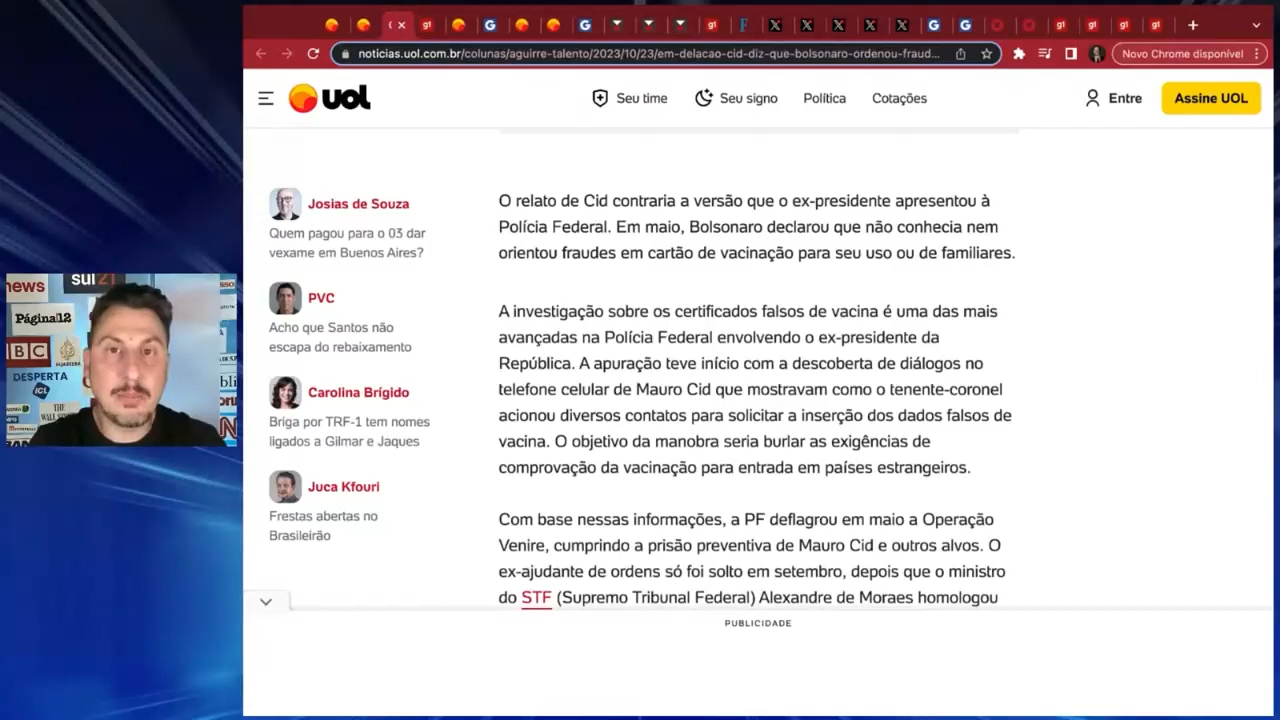 noticias.uol.com.br/colunas/aguirre-talento/2023/10/23/em-delacao-cid-diz-que-bolsonaro-ordenou-fraud...
Novo Chrome disponível
UOL
Seu time
Seu signo
Política
Cotações
Entre
Assine UOL
Josias de Souza
Quem pagou para o 03 dar
vexame em Buenos Aires?
PVC
Acho que Santos não
escapa do rebaixamento
Carolina Brígido
Briga por TRF-1 tem nomes
ligados a Gilmar e Jaques
Juca Kfouri
Frestas abertas no
Brasileirão
O relato de Cid contraria a versão que o ex-presidente apresentou à
Polícia Federal. Em maio, Bolsonaro declarou que não conhecia nem
orientou fraudes em cartão de vacinação para seu uso ou de familiares.
A investigação sobre os certificados falsos de vacina é uma das mais
avançadas na Polícia Federal envolvendo o ex-presidente da
República. A apuração teve início com a descoberta de diálogos no
telefone celular de Mauro Cid que mostravam como o tenente-coronel
acionou diversos contatos para solicitar a inserção dos dados falsos de
vacina. O objetivo da manobra seria burlar as exigências de
comprovação da vacinação para entrada em países estrangeiros.
Com base nessas informações, a PF deflagrou em maio a Operação
Venire, cumprindo a prisão preventiva de Mauro Cid e outros alvos. O
ex-ajudante de ordens só foi solto em setembro, depois que o ministro
do STF (Supremo Tribunal Federal) Alexandre de Moraes homologou
PUBLICIDADE
news
sul21
Página12
BC
ALJAZEERA
DESPERTA
ICL
THE